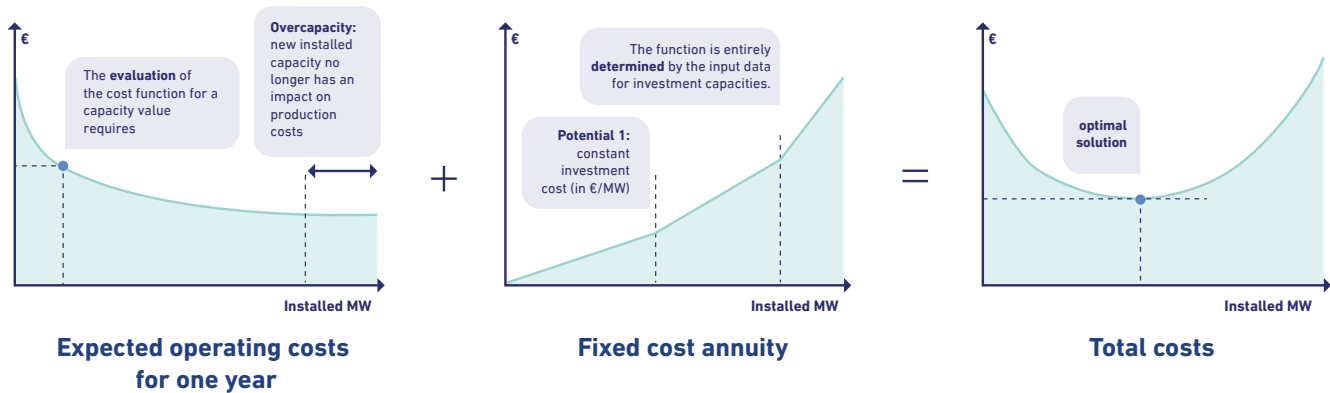 €
The evaluation of
the cost function for a
capacity value
requires
Overcapacity:
new installed
capacity no
longer has an
impact on
production
costs
Installed MW
Expected operating costs
for one year
+
€
The function is entirely
determined by the input data
for investment capacities.
Potential 1:
constant
investment
cost (in €/MW)
Installed MW
Fixed cost annuity
=
€
optimal
solution
Installed MW
Total costs